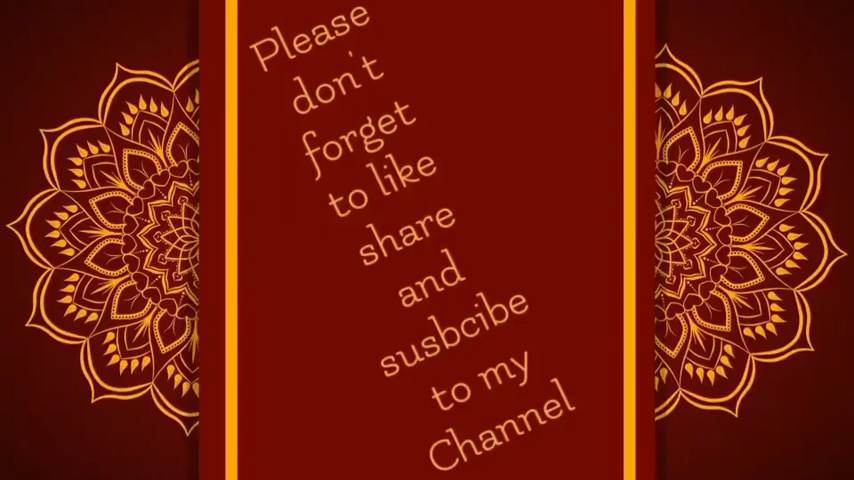 Please
don't
forget
to like
share
and
susbcibe
to my
Channel